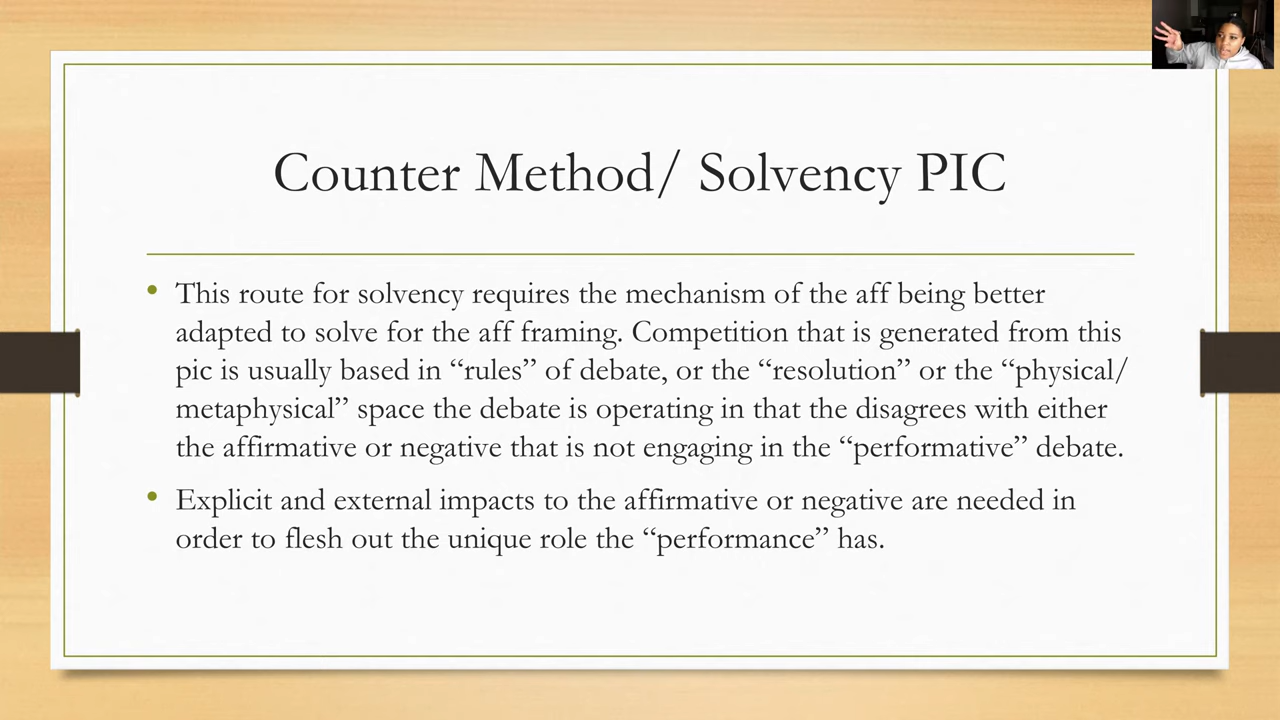 Counter Method/ Solvency PIC
• This route for solvency requires the mechanism of the aff being better
adapted to solve for the aff framing. Competition that is generated from this
pic is usually based in “rules” of debate, or the “resolution” or the “physical/
metaphysical” space the debate is operating in that the disagrees with either
the affirmative or negative that is not engaging in the “performative” debate.
• Explicit and external impacts to the affirmative or negative are needed in
order to flesh out the unique role the “performance” has.